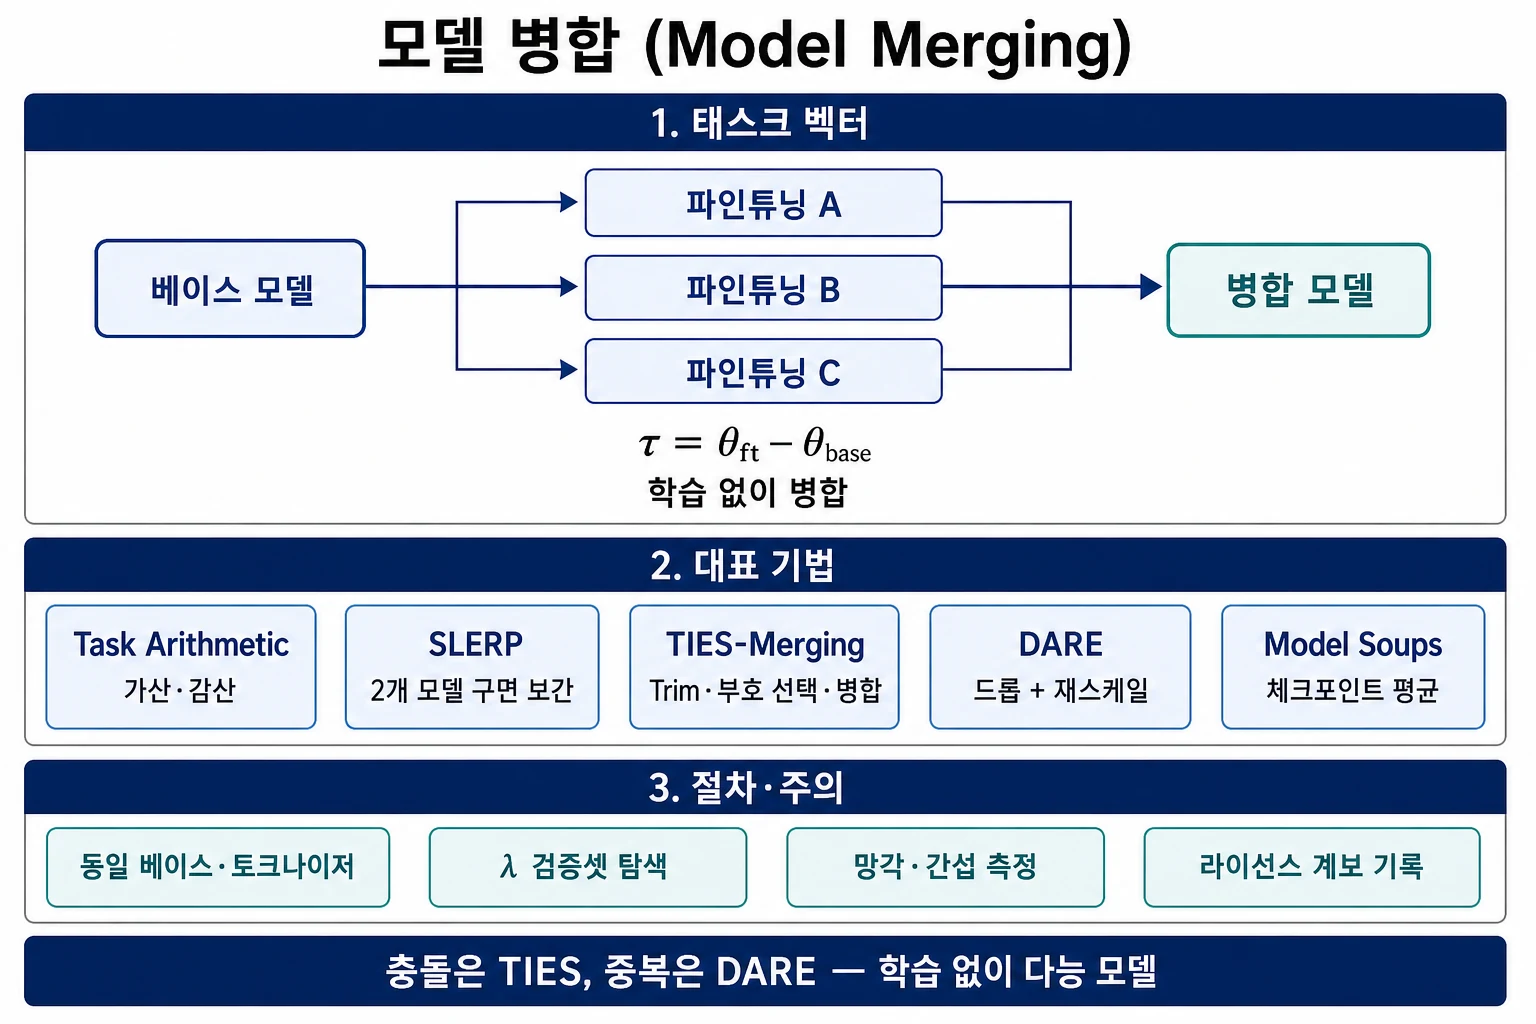 모델 병합 (Model Merging)
1. 태스크 벡터
베이스 모델
파인튜닝 A
파인튜닝 B
파인튜닝 C
병합 모델
τ = θ_ft − θ_base
학습 없이 병합
2. 대표 기법
Task Arithmetic
가산·감산
SLERP
2개 모델 구면 보간
TIES-Merging
Trim·부호 선택·병합
DARE
드롭 + 재스케일
Model Soups
체크포인트 평균
3. 절차·주의
동일 베이스·토크나이저
λ 검증셋 탐색
망각·간섭 측정
라이선스 계보 기록
충돌은 TIES, 중복은 DARE — 학습 없이 다능 모델